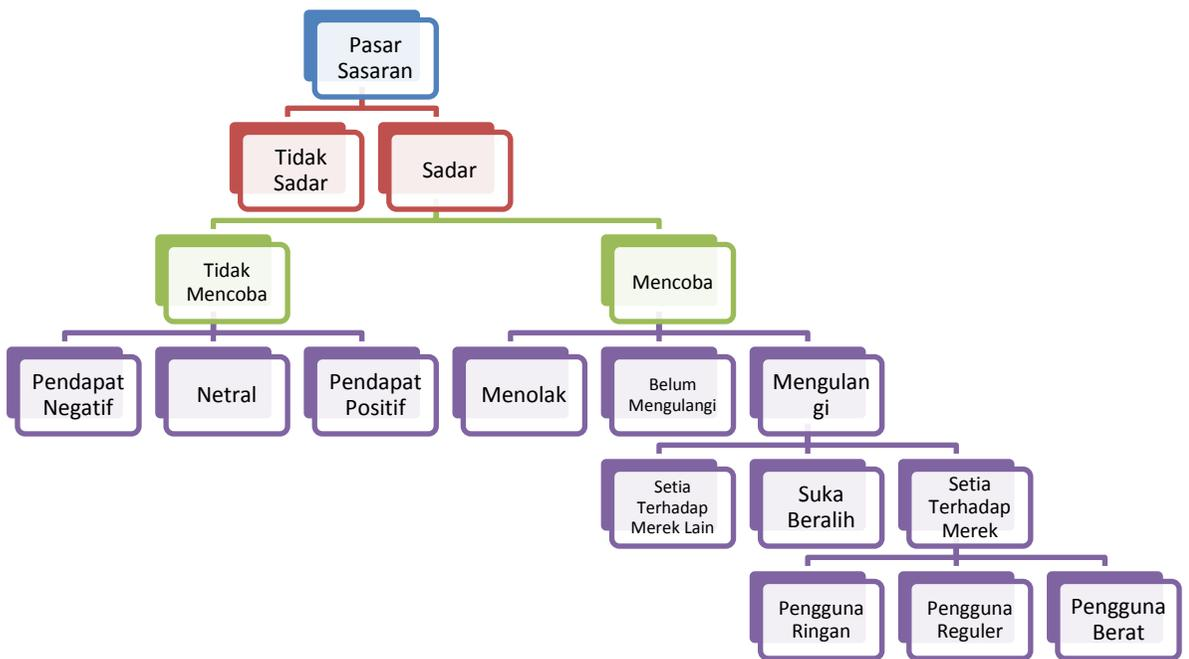 Pasar
Sasaran
Tidak
Sadar
Sadar
Tidak
Mencoba
Mencoba
Pendapat
Negatif
Netral
Pendapat
Positif
Menolak
Belum
Mengulangi
Mengulan
gi
Setia
Terhadap
Merek Lain
Suka
Beralih
Setia
Terhadap
Merek
Pengguna
Ringan
Pengguna
Reguler
Pengguna
Berat